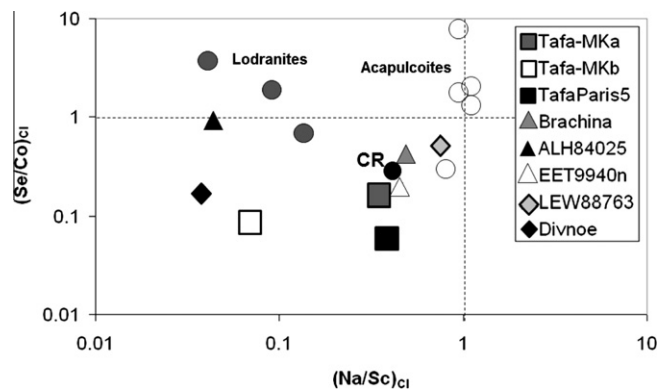 10
1
0.1
0.01
(Se/Co)CI
Lodranites
Acapulcoites
CR
Tafa-MKa
Tafa-MKb
TafaParis5
Brachina
ALH84025
EET9940n
LEW88763
Divnoe
0.01
0.1
1
10
(Na/Sc)CI